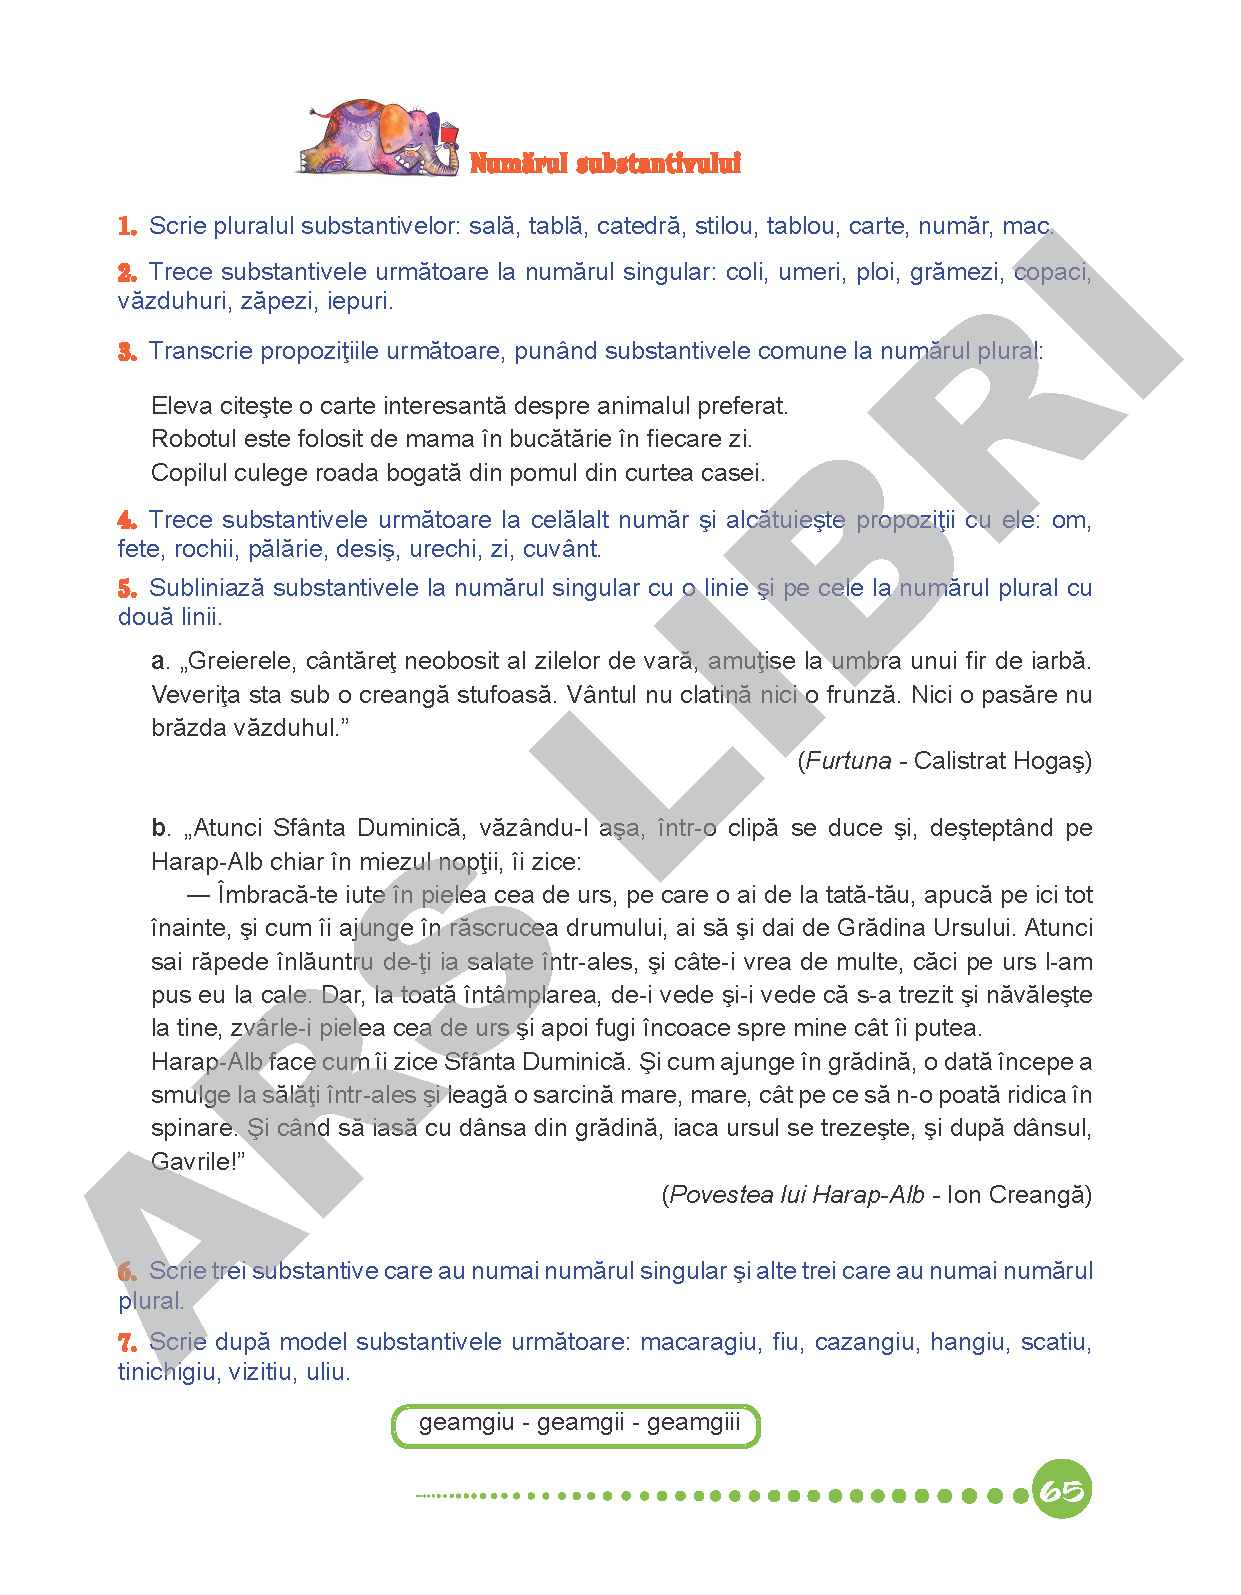 Numărul substantivului
1. Scrie pluralul substantivelor: sală, tablă, catedră, stilou, tablou, carte, număr, mac.
2. Trece substantivele următoare la numărul singular: coli, umeri, ploi, grămezi, copaci,
văzduhuri, zăpezi, iepuri.
3. Transcrie propoziţiile următoare, punând substantivele comune la numărul plural:
Eleva citeşte o carte interesantă despre animalul preferat.
Robotul este folosit de mama în bucătărie în fiecare zi.
Copilul culege roada bogată din pomul din curtea casei.
4. Trece substantivele următoare la celălalt număr şi alcătuieşte propoziţii cu ele: om,
fete, rochii, pălărie, desiş, urechi, zi, cuvânt.
5. Subliniază substantivele la numărul singular cu o linie şi pe cele la numărul plural cu
două linii.
a. „Greierele, cântăreţ neobosit al zilelor de vară, amuţise la umbra unui fir de iarbă.
Veveriţa sta sub o creangă stufoasă. Vântul nu clatină nici o frunză. Nici o pasăre nu
brăzda văzduhul.”
(Furtuna - Calistrat Hogaş)
b. „Atunci Sfânta Duminică, văzându-l aşa, într-o clipă se duce şi, deşteptând pe
Harap-Alb chiar în miezul nopţii, îi zice:
— Îmbracă-te iute în pielea cea de urs, pe care o ai de la tată-tău, apucă pe ici tot
înainte, şi cum îi ajunge în răscrucea drumului, ai să şi dai de Grădina Ursului. Atunci
sai răpede înlăuntru de-ţi ia salate într-ales, şi câte-i vrea de multe, căci pe urs l-am
pus eu la cale. Dar, la toată întâmplarea, de-i vede şi-i vede că s-a trezit şi năvăleşte
la tine, zvârle-i pielea cea de urs şi apoi fugi încoace spre mine cât îi putea.
Harap-Alb face cum îi zice Sfânta Duminică. Şi cum ajunge în grădină, o dată începe a
smulge la sălăţi într-ales şi leagă o sarcină mare, mare, cât pe ce să n-o poată ridica în
spinare. Şi când să iasă cu dânsa din grădină, iaca ursul se trezeşte, şi după dânsul,
Gavrile!”
(Povestea lui Harap-Alb - Ion Creangă)
6. Scrie trei substantive care au numai numărul singular şi alte trei care au numai numărul
plural.
7. Scrie după model substantivele următoare: macaragiu, fiu, cazangiu, hangiu, scatiu,
tinichigiu, vizitiu, uliu.
geamgiu - geamgii - geamgiii
65
ARS LIBRI